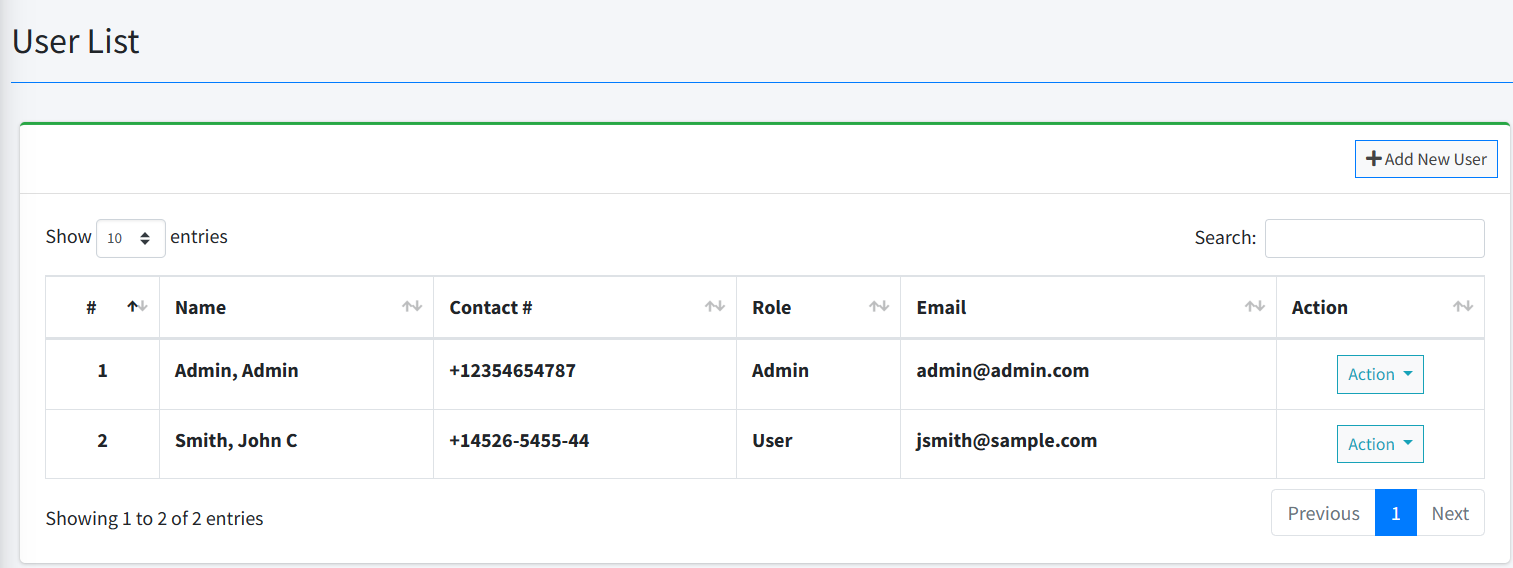 User List
Add New User
Show 10 entries Search:
# Name Contact # Role Email Action
1 Admin, Admin +12354654787 Admin admin@admin.com Action
2 Smith, John C +14526-5455-44 User jsmith@sample.com Action
Showing 1 to 2 of 2 entries Previous 1 Next